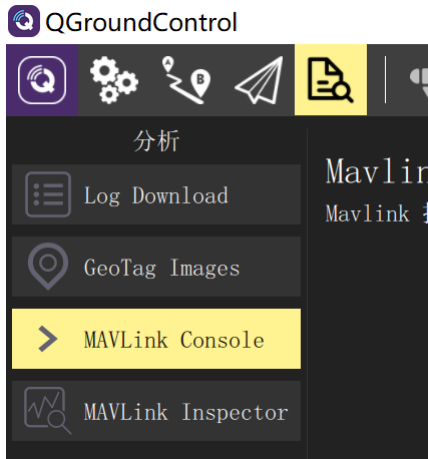 QGroundControl
B
分析
Log Download
Mavlin
Mavlink
GeoTag Images
MAVLink Console
MAVLink Inspector